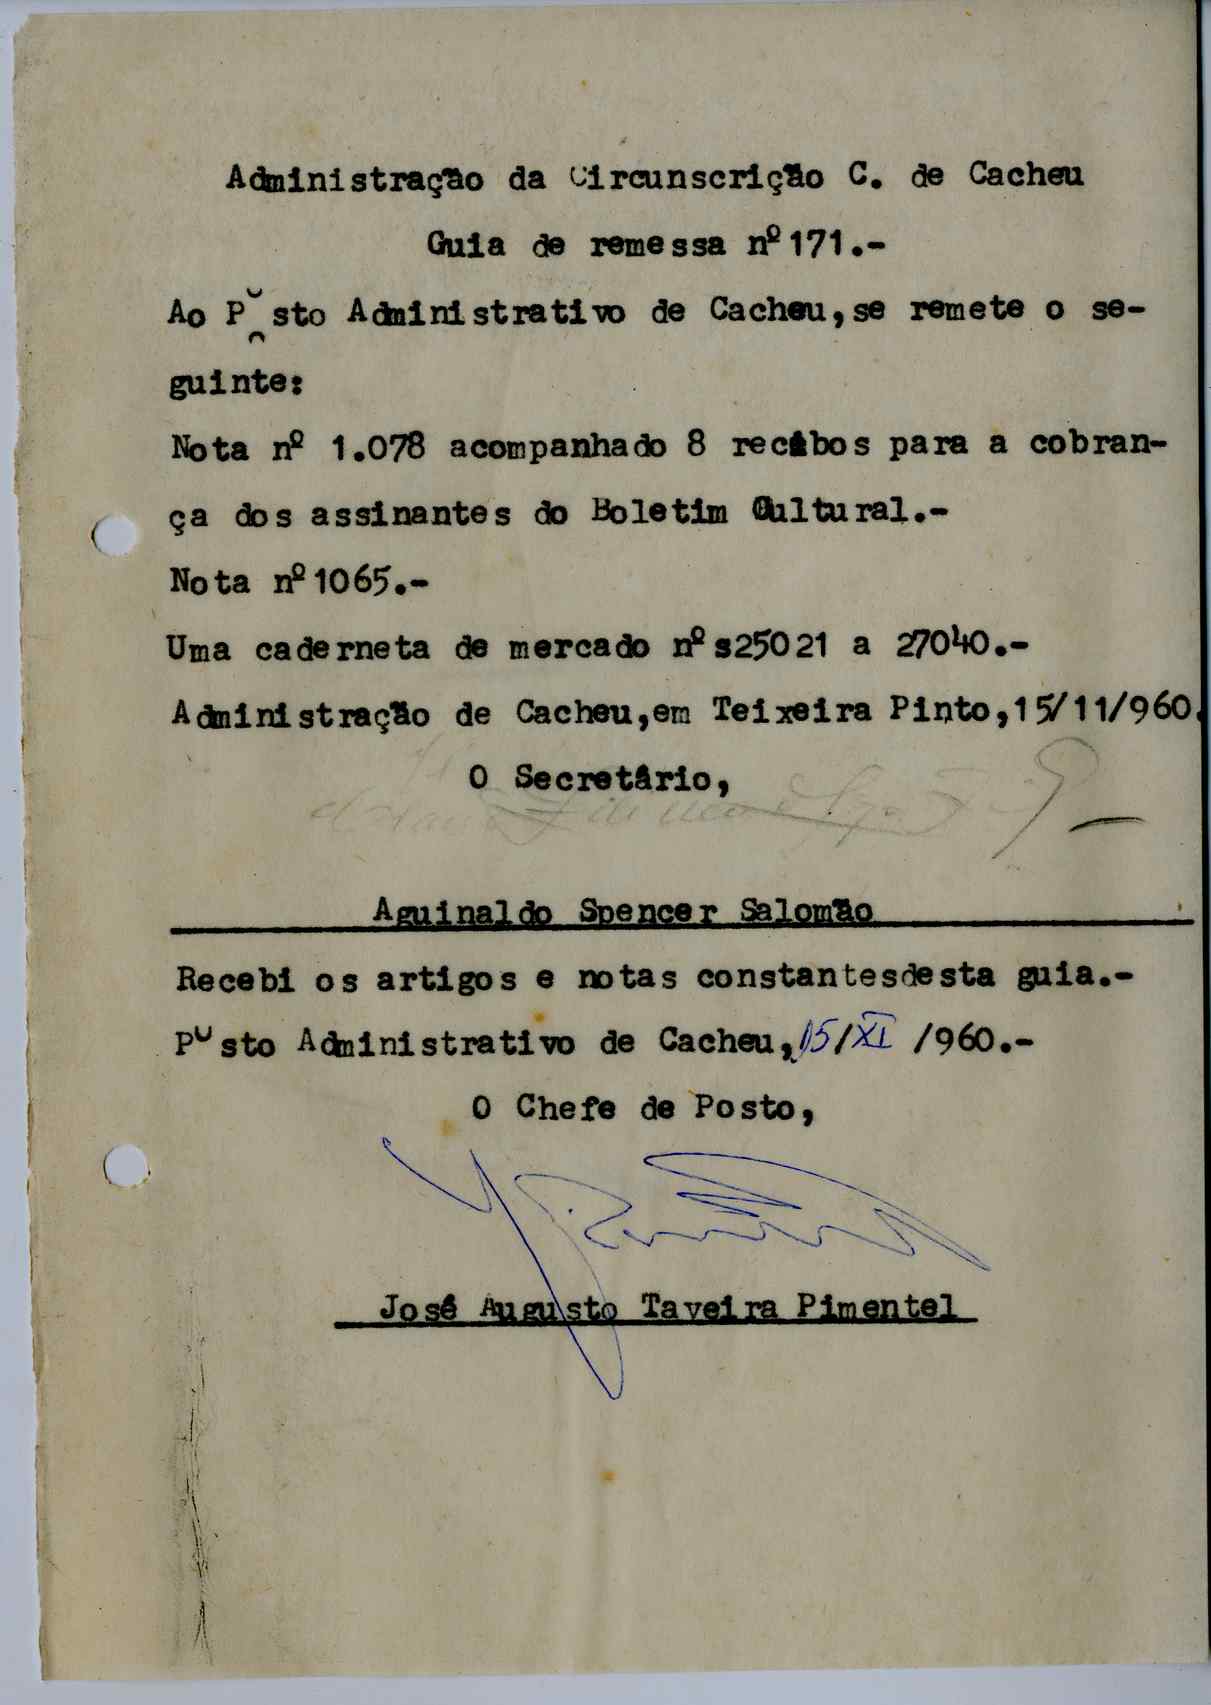 Administração da Circunscrição C. de Cacheu
Guia de remessa nº171.-
Ao Posto Administrativo de Cacheu,se remete o se-
guinte:
Nota nº 1.078 acompanhado 8 recibos para a cobran-
ça dos assinantes do Boletim Cultural.-
Nota nº1065.-
Uma caderneta de mercado nºs25021 a 27040.-
Administração de Cacheu,em Teixeira Pinto,15/11/960.
O Secretário,
Aguinaldo Spencer Salomão
Recebi os artigos e notas constantesdesta guia.-
Posto Administrativo de Cacheu,15/XI /960.-
O Chefe de Posto,
José Augusto Taveira Pimentel